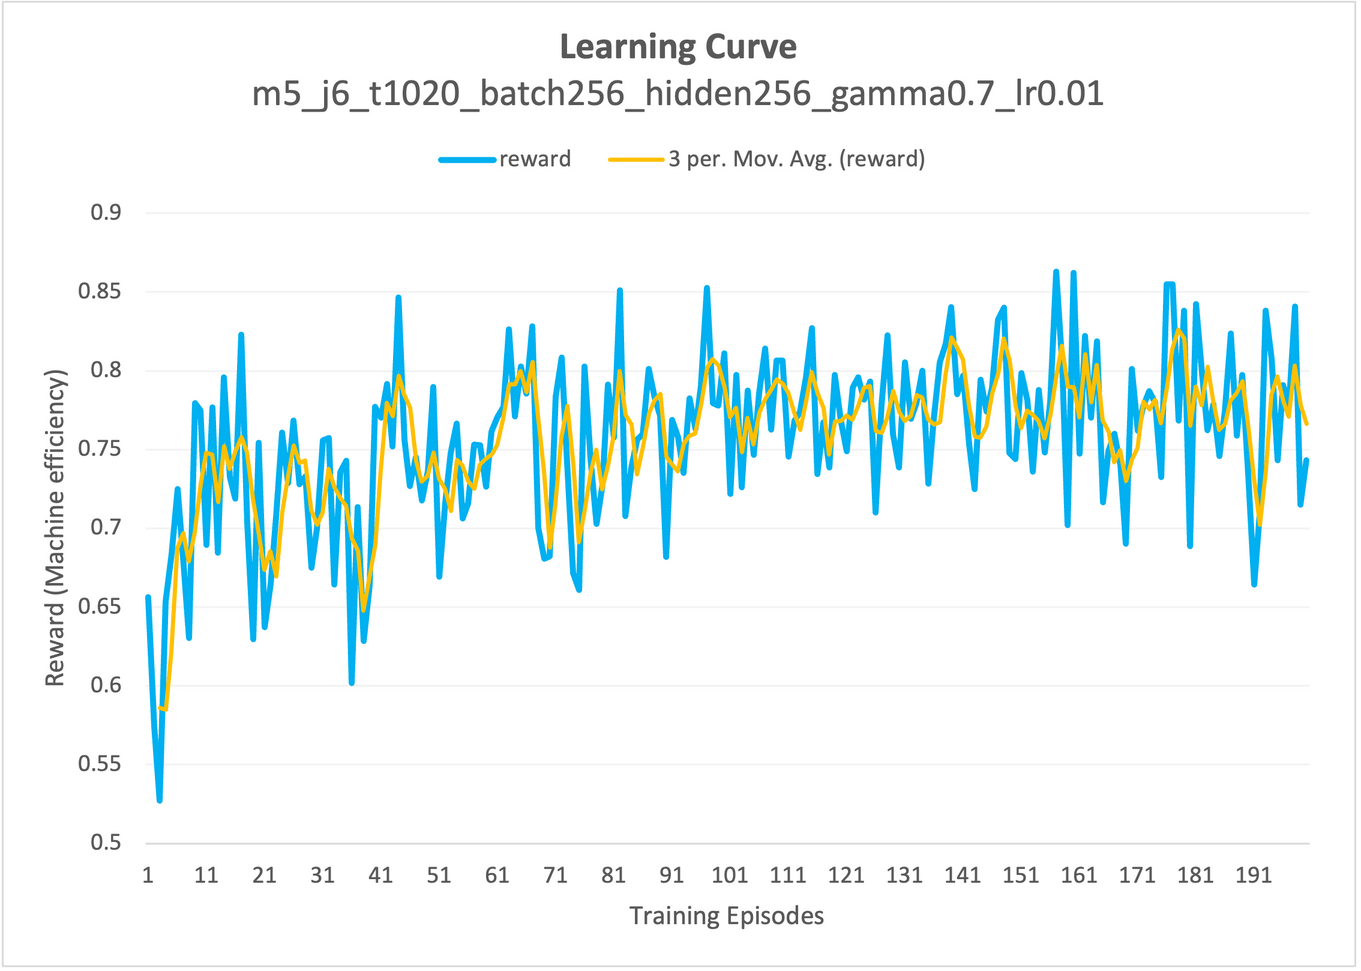 Learning Curve
m5_j6_t1020_batch256_hidden256_gamma0.7_lr0.01
reward 3 per. Mov. Avg. (reward)
0.9
0.85
0.8
0.75
0.7
0.65
0.6
0.55
0.5
Reward (Machine efficiency)
1 11 21 31 41 51 61 71 81 91 101 111 121 131 141 151 161 171 181 191
Training Episodes